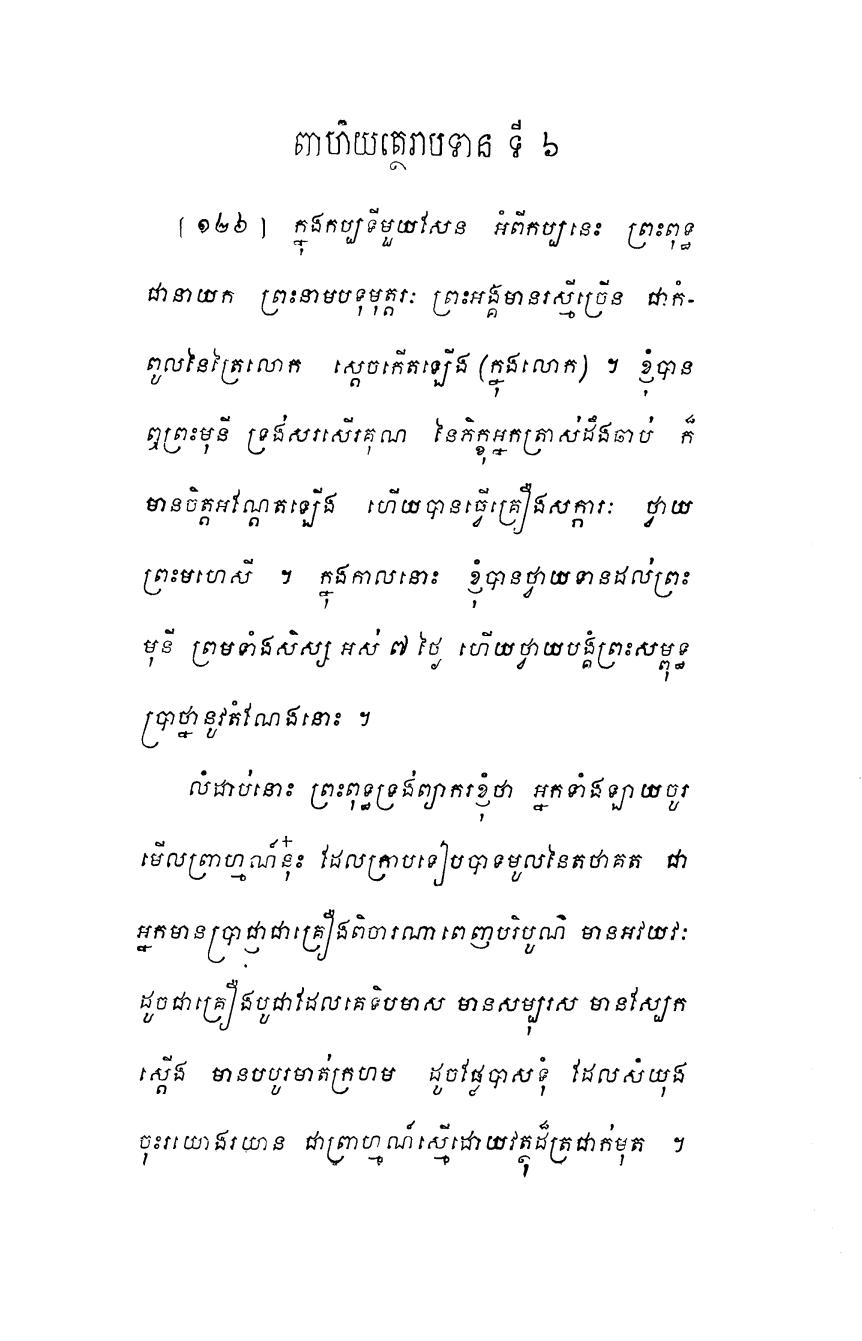 ពាហិយត្ថេរាបទាន ទី ៦
[១២៦] ក្នុងកប្បទីមួយសែន អំពីកប្បនេះ ព្រះពុទ្ធ
ជានាយក ព្រះនាមបទុមុត្តរៈ ព្រះអង្គមានរស្មីច្រើន ជាកំ-
ពូលនៃត្រៃលោក ស្តេចកើតឡើង (ក្នុងលោក) ។ ខ្ញុំបាន
ឮព្រះមុនី ទ្រង់សរសើរគុណ នៃភិក្ខុអ្នកត្រាស់ដឹងឆាប់ ក៏
មានចិត្តអណ្តែតឡើង ហើយបានធ្វើគ្រឿងសក្ការៈ ថ្វាយ
ព្រះមហេសី ។ ក្នុងកាលនោះ ខ្ញុំបានថ្វាយទានដល់ព្រះ
មុនី ព្រមទាំងសិស្ស អស់ ៧ ថ្ងៃ ហើយថ្វាយបង្គំព្រះសម្ពុទ្ធ
ប្រាថ្នានូវតំណែងនោះ ។
លំដាប់នោះ ព្រះពុទ្ធទ្រង់ព្យាករខ្ញុំថា អ្នកទាំងឡាយចូរ
មើលព្រាហ្មណ៍នុ៎ះ ដែលក្រាបទៀបបាទមូលនៃតថាគត ជា
អ្នកមានប្រាជ្ញាជាគ្រឿងពិចារណាពេញបរិបូណ៌ មានអវយវៈ
ដូចជាគ្រឿងបូជាដែលគេទិបមាស មានសម្បុរស មានស្បែក
ស្តើង មានបបូរមាត់ក្រហម ដូចផ្លែបាសទុំ ដែលសំយុង
ចុះរយោងរយាន ជាព្រាហ្មណ៍ស្មើដោយវត្ថុដ៏ត្រជាក់មុត ។